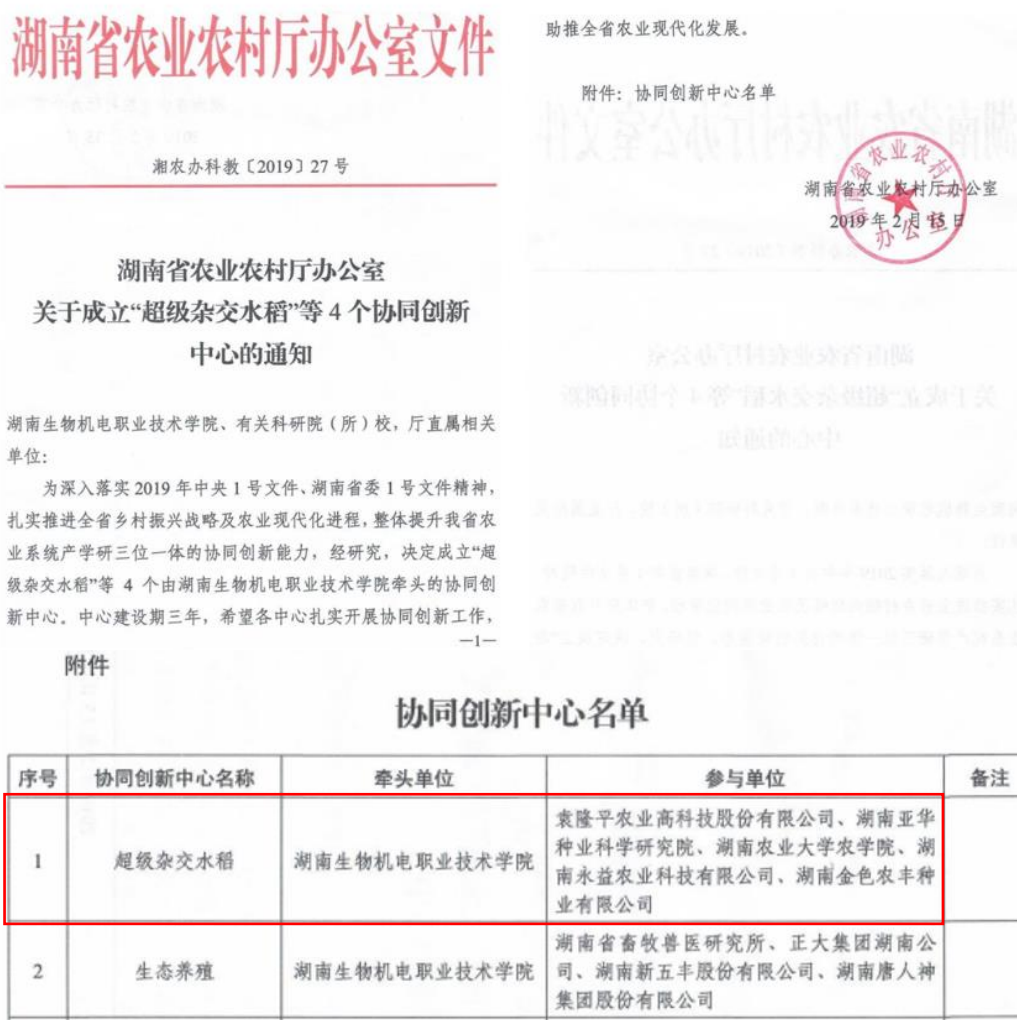 湖南省农业农村厅办公室文件
湘农办科教〔2019〕27号
湖南省农业农村厅办公室
关于成立“超级杂交水稻”等 4 个协同创新
中心的通知
湖南生物机电职业技术学院、有关科研院（所）校，厅直属相关
单位：
为深入落实 2019 年中央 1 号文件、湖南省委 1 号文件精神，
扎实推进全省乡村振兴战略及农业现代化进程，整体提升我省农
业系统产学研三位一体的协同创新能力，经研究，决定成立“超
级杂交水稻”等 4 个由湖南生物机电职业技术学院牵头的协同创
新中心。中心建设期三年，希望各中心扎实开展协同创新工作，
—1—
助推全省农业现代化发展。
附件：协同创新中心名单
湖南省农业农村厅办公室
2019 年 2 月 15 日
湖南省农业农村厅
办公室
附件
协同创新中心名单
序号 协同创新中心名称 牵头单位 参与单位 备注
1 超级杂交水稻 湖南生物机电职业技术学院 袁隆平农业高科技股份有限公司、湖南亚华
种业科学研究院、湖南农业大学农学院、湖
南永益农业科技有限公司、湖南金色农丰种
业有限公司
2 生态养殖 湖南生物机电职业技术学院 湖南省畜牧兽医研究所、正大集团湖南公
司、湖南新五丰股份有限公司、湖南唐人神
集团股份有限公司